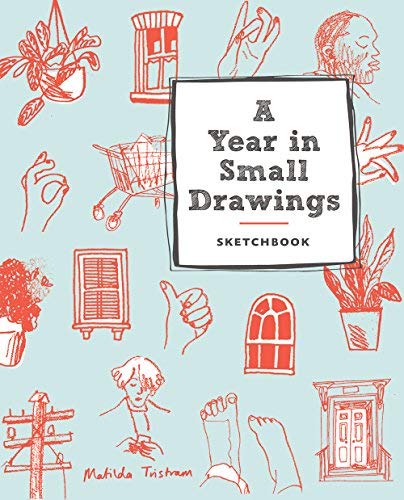 A
Year in
Small
Drawings
SKETCHBOOK
Matilda Tristram